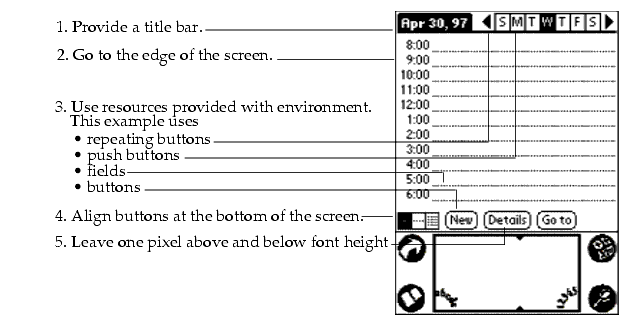 1. Provide a title bar.
2. Go to the edge of the screen.
3. Use resources provided with environment.
This example uses
• repeating buttons
• push buttons
• fields
• buttons
4. Align buttons at the bottom of the screen.
5. Leave one pixel above and below font height
Apr 30, 97 S M T W T F S
8:00
9:00
10:00
11:00
12:00
1:00
2:00
3:00
4:00
5:00
6:00
New Details Go to